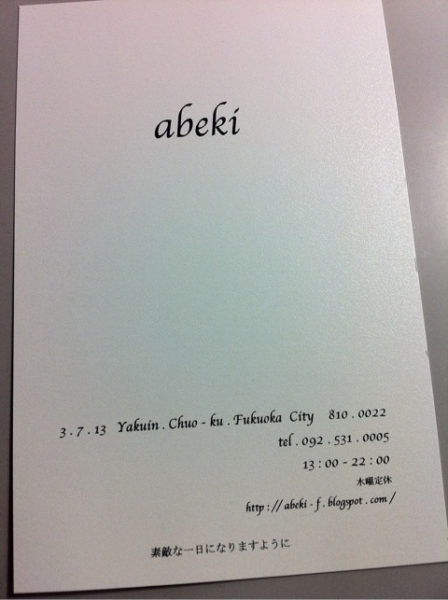 abeki
3.7.13 Yakuin.Chuo-ku.Fukuoka City 810.0022
tel.092.531.0005
13:00-22:00
木曜定休
http://abeki-f.blogspot.com/
素敵な一日になりますように